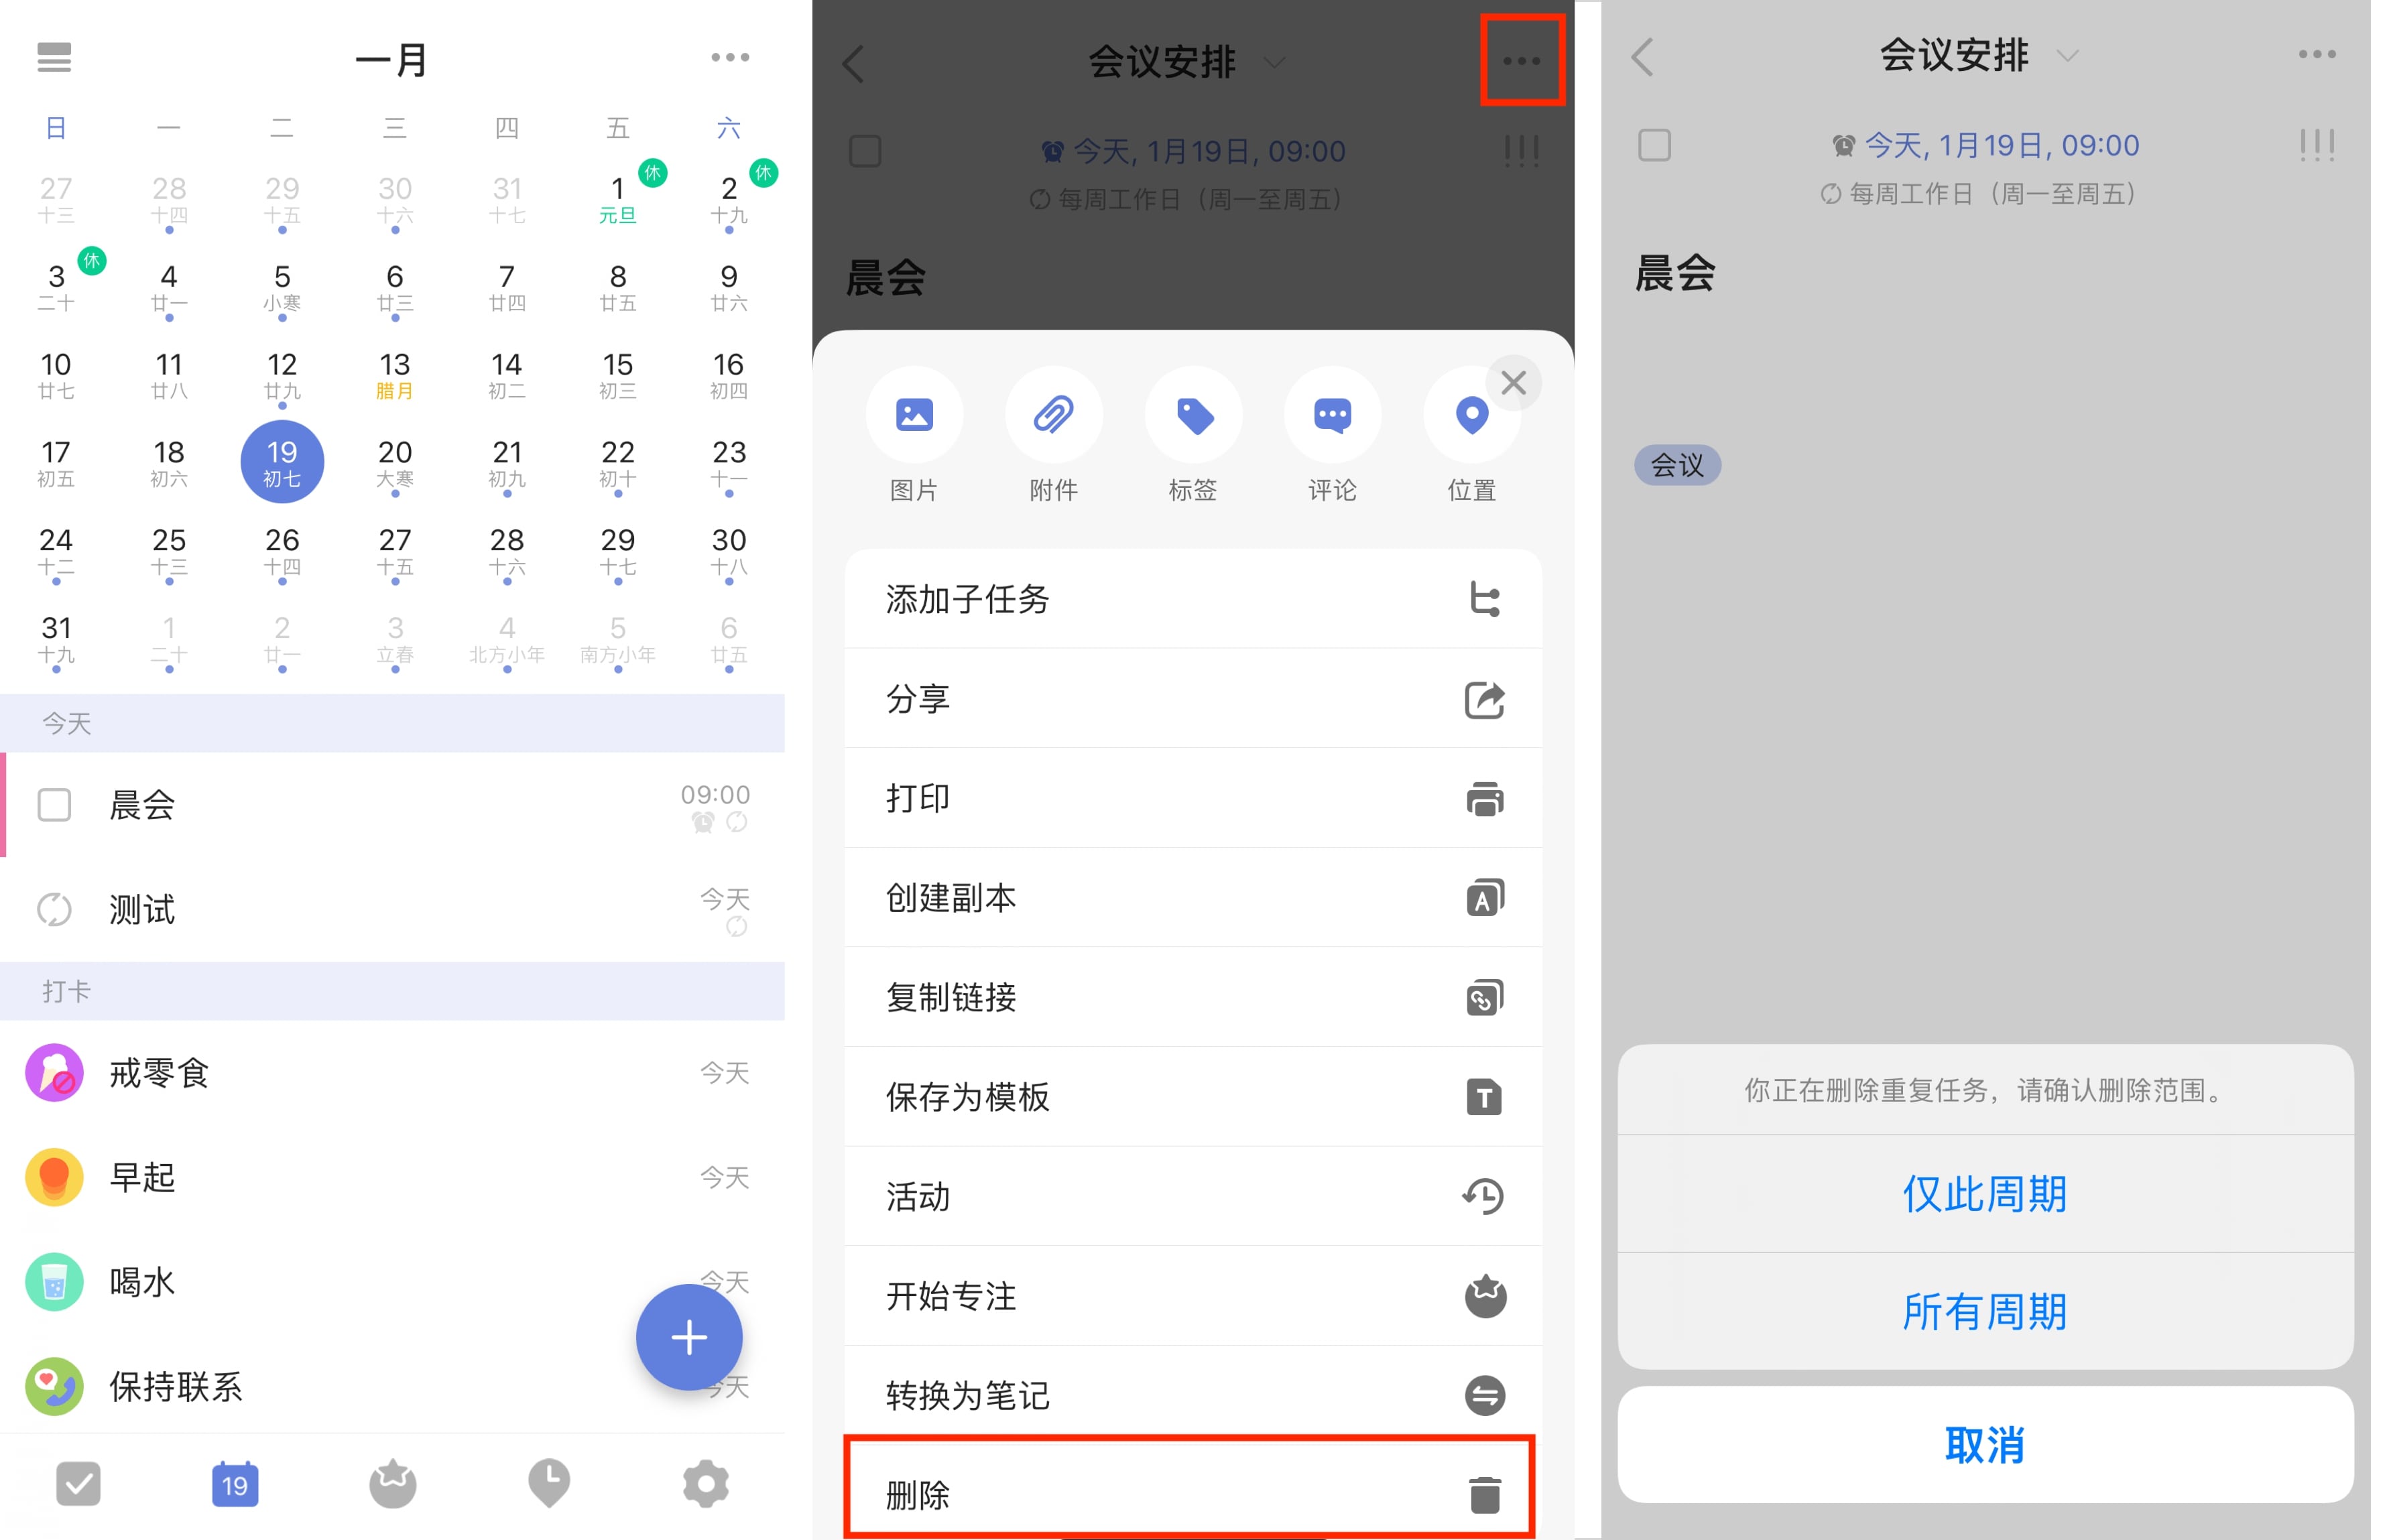 一月
日 一 二 三 四 五 六
27 28 29 30 31 1 休 2 休
十三 十四 十五 十六 十七 元旦 十九
3 休 4 5 6 7 8 9
二十 廿一 小寒 廿三 廿四 廿五 廿六
10 11 12 13 14 15 16
廿七 廿八 廿九 腊月 初二 初三 初四
17 18 19 20 21 22 23
初五 初六 初七 大寒 初九 初十 十一
24 25 26 27 28 29 30
十二 十三 十四 十五 十六 十七 十八
31 1 2 3 4 5 6
十九 二十 廿一 立春 北方小年 南方小年 廿五
今天
晨会 09:00
测试 今天
打卡
戒零食 今天
早起 今天
喝水 今天
保持联系 今天
19
会议安排
今天, 1月19日, 09:00
!!!
每周工作日（周一至周五）
晨会
图片 附件 标签 评论 位置
添加子任务
分享
打印
创建副本 A
复制链接
保存为模板 T
活动
开始专注
转换为笔记
删除
会议安排
今天, 1月19日, 09:00
!!!
每周工作日（周一至周五）
晨会
会议
你正在删除重复任务，请确认删除范围。
仅此周期
所有周期
取消